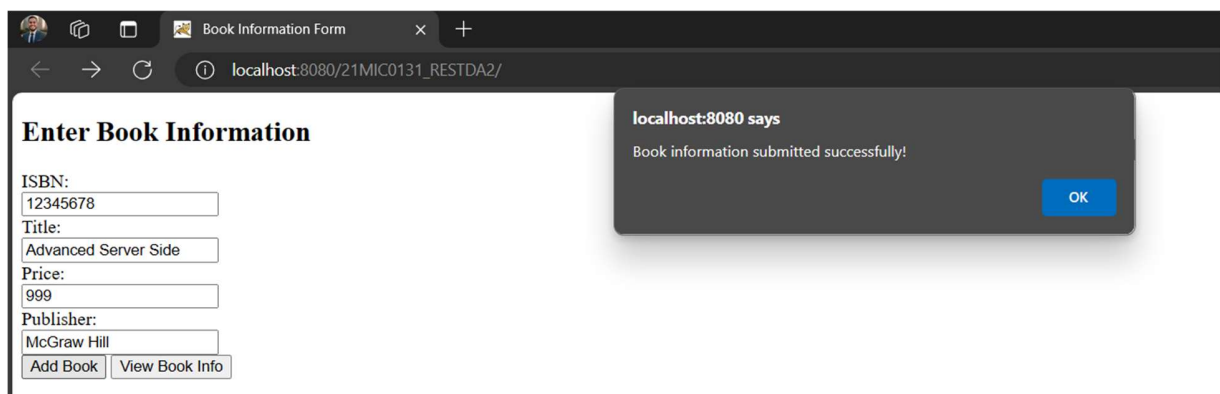 Book Information Form
localhost:8080/21MIC0131_RESTDA2/
localhost:8080 says
Book information submitted successfully!
OK
Enter Book Information
ISBN:
12345678
Title:
Advanced Server Side
Price:
999
Publisher:
McGraw Hill
Add Book View Book Info